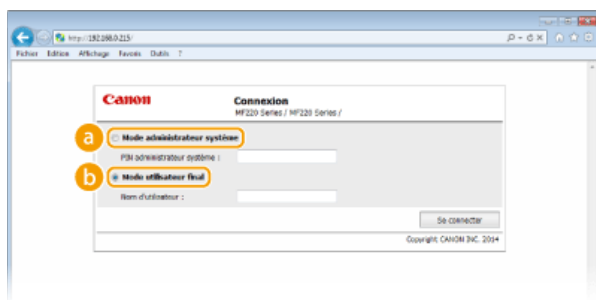 http://192.168.0.215/
Fichier Edition Affichage Favoris Outils ?
Canon
Connexion
MF220 Series / MF220 Series /
a
Mode administrateur système
PIN administrateur système :
b
Mode utilisateur final
Nom d'utilisateur :
Se connecter
Copyright CANON INC. 2014